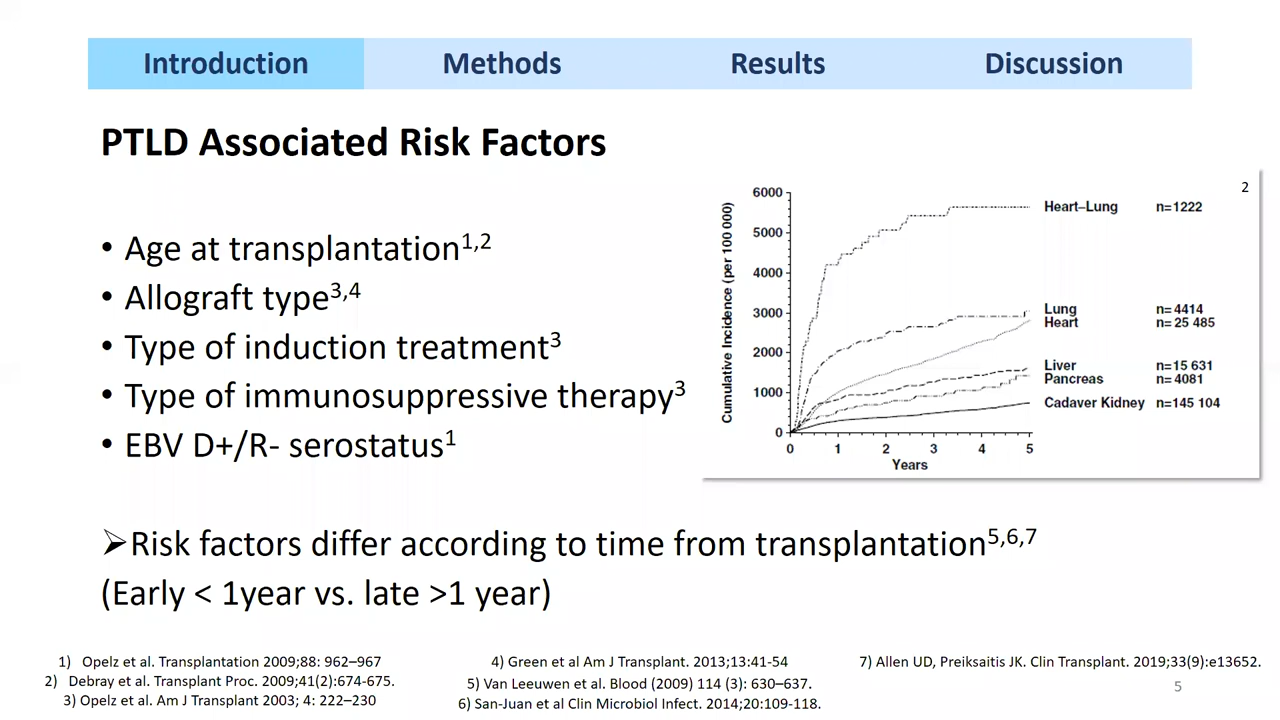 Introduction Methods Results Discussion
PTLD Associated Risk Factors
• Age at transplantation1,2
• Allograft type3,4
• Type of induction treatment3
• Type of immunosuppressive therapy3
• EBV D+/R- serostatus1
2
Cumulative Incidence (per 100 000)
6000
5000
4000
3000
2000
1000
0
0 1 2 3 4 5
Years
Heart–Lung n=1222
Lung n=4414
Heart n=25 485
Liver n=15 631
Pancreas n=4081
Cadaver Kidney n=145 104
➢Risk factors differ according to time from transplantation5,6,7
(Early < 1year vs. late >1 year)
1) Opelz et al. Transplantation 2009;88: 962–967
2) Debray et al. Transplant Proc. 2009;41(2):674-675.
3) Opelz et al. Am J Transplant 2003; 4: 222–230
4) Green et al Am J Transplant. 2013;13:41-54
5) Van Leeuwen et al. Blood (2009) 114 (3): 630–637.
6) San-Juan et al Clin Microbiol Infect. 2014;20:109-118.
7) Allen UD, Preiksaitis JK. Clin Transplant. 2019;33(9):e13652.
5